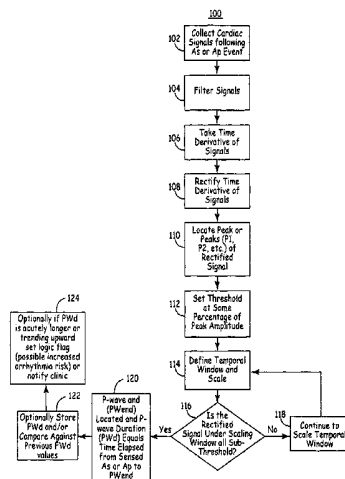 100
102
Collect Cardiac
Signals following
As or Ap Event
104
Filter Signals
106
Take Time
Derivative of
Signals
108
Rectify Time
Derivative of
Signals
110
Locate Peak or
Peaks (P1,
P2, etc.) of
Rectified
Signal
112
Set Threshold
at Some
Percentage of
Peak Amplitude
114
Define Temporal
Window and
Scale
116
Is the
Rectified
Signal Under Scaling
Window all Sub-
Threshold?
No
118
Continue to
Scale Temporal
Window
Yes
120
P-wave and
(PWend)
Located and P-
wave Duration
(PWd) Equals
Time Elapsed
from Sensed
As or Ap to
PWend
122
Optionally Store
PWd and/or
Compare Against
Previous PWd
values
124
Optionally if PWd
is acutely longer
or trending upward
set logic flag
(possible increased
arrhythmia risk) or
notify clinic